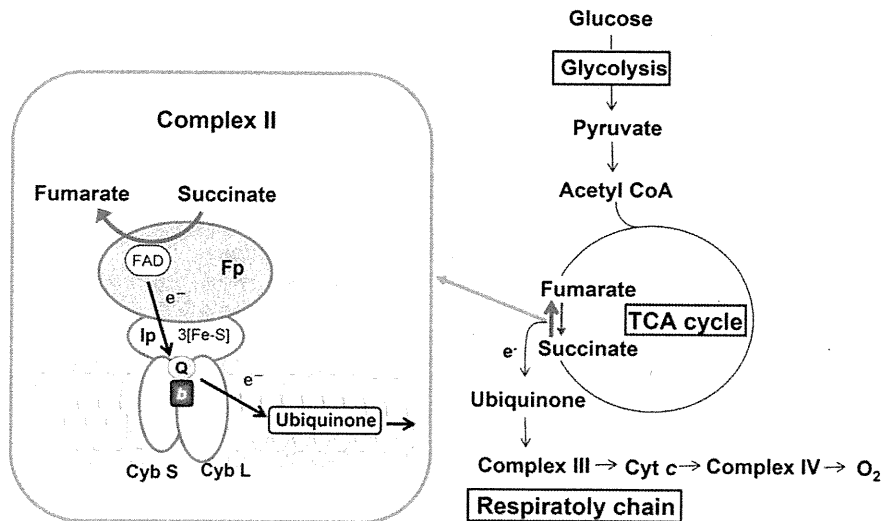 Complex II
Fumarate
Succinate
FAD
Fp
e⁻
Ip
3[Fe-S]
Q
b
e⁻
Ubiquinone
Cyb S
Cyb L
Glucose
Glycolysis
Pyruvate
Acetyl CoA
Fumarate
TCA cycle
e-
Succinate
Ubiquinone
Complex III → Cyt c → Complex IV → O₂
Respiratoly chain